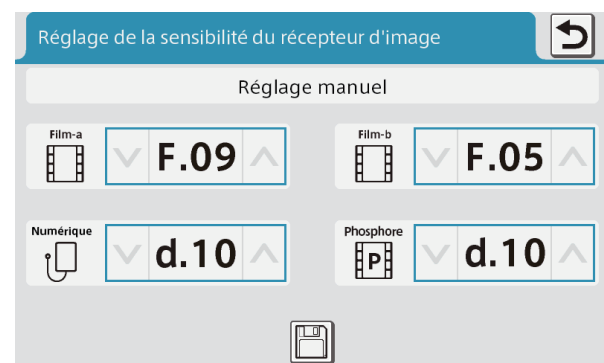 Réglage de la sensibilité du récepteur d'image
Réglage manuel
Film-a
F.09
Film-b
F.05
Numérique
d.10
Phosphore
P
d.10